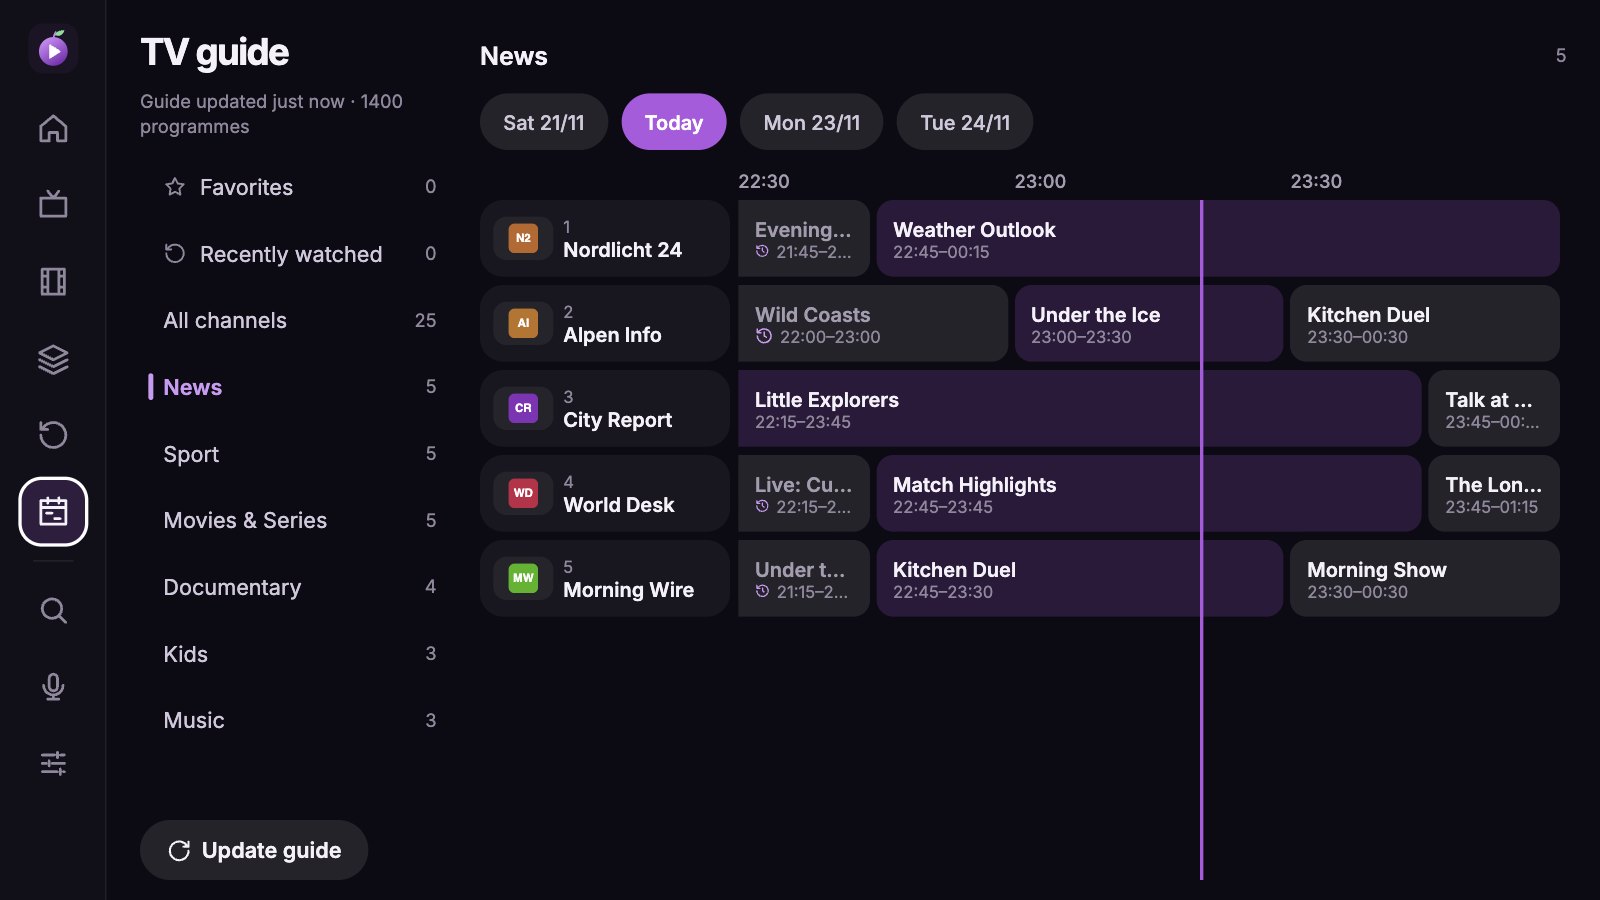 TV guide
Guide updated just now · 1400
programmes
Favorites 0
Recently watched 0
All channels 25
News 5
Sport 5
Movies & Series 5
Documentary 4
Kids 3
Music 3
Update guide
News 5
Sat 21/11 Today Mon 23/11 Tue 24/11
22:30 23:00 23:30
N2
1
Nordlicht 24
Evening...
21:45–2...
Weather Outlook
22:45–00:15
AI
2
Alpen Info
Wild Coasts
22:00–23:00
Under the Ice
23:00–23:30
Kitchen Duel
23:30–00:30
CR
3
City Report
Little Explorers
22:15–23:45
Talk at ...
23:45–00:...
WD
4
World Desk
Live: Cu...
22:15–2...
Match Highlights
22:45–23:45
The Lon...
23:45–01:15
MW
5
Morning Wire
Under t...
21:15–2...
Kitchen Duel
22:45–23:30
Morning Show
23:30–00:30